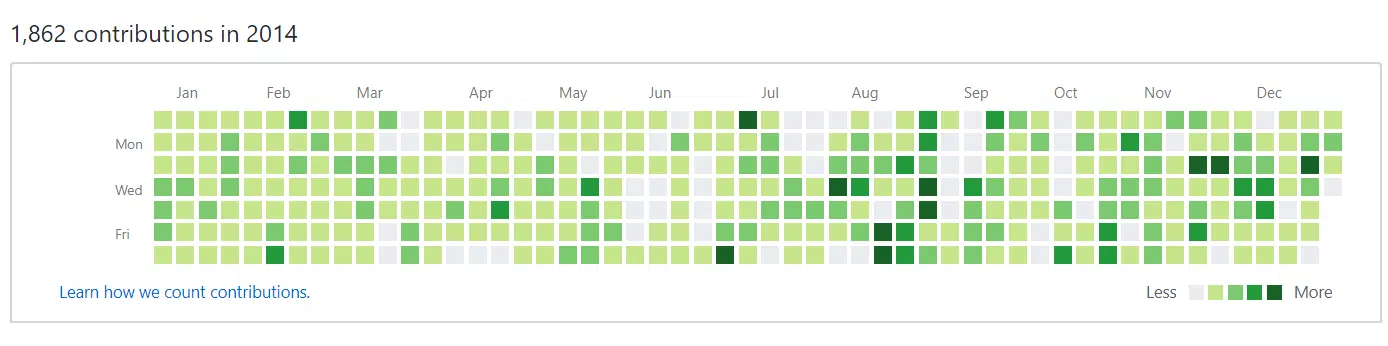 1,862 contributions in 2014
Jan Feb Mar Apr May Jun Jul Aug Sep Oct Nov Dec
Mon
Wed
Fri
Learn how we count contributions. Less More